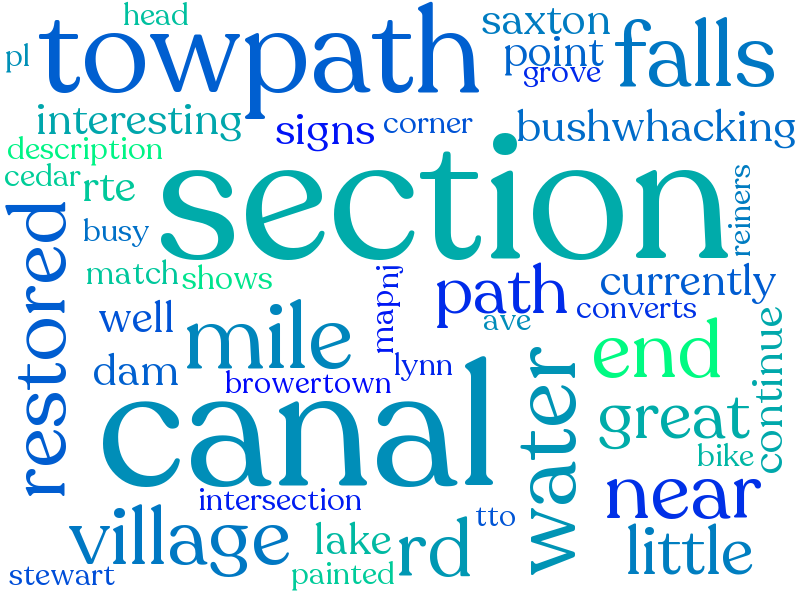 head
towpath
saxton
pl
point
falls
grove
interesting
signs
corner
bushwhacking
description
section
cedar
rte
reiners
restored
busy
match
shows
map
nj
path
currently
converts
well
mile
ave
continue
dam
browertown
lynn
end
canal
water
great
bike
intersection
near
village
lake
rd
tto
little
stewart
painted